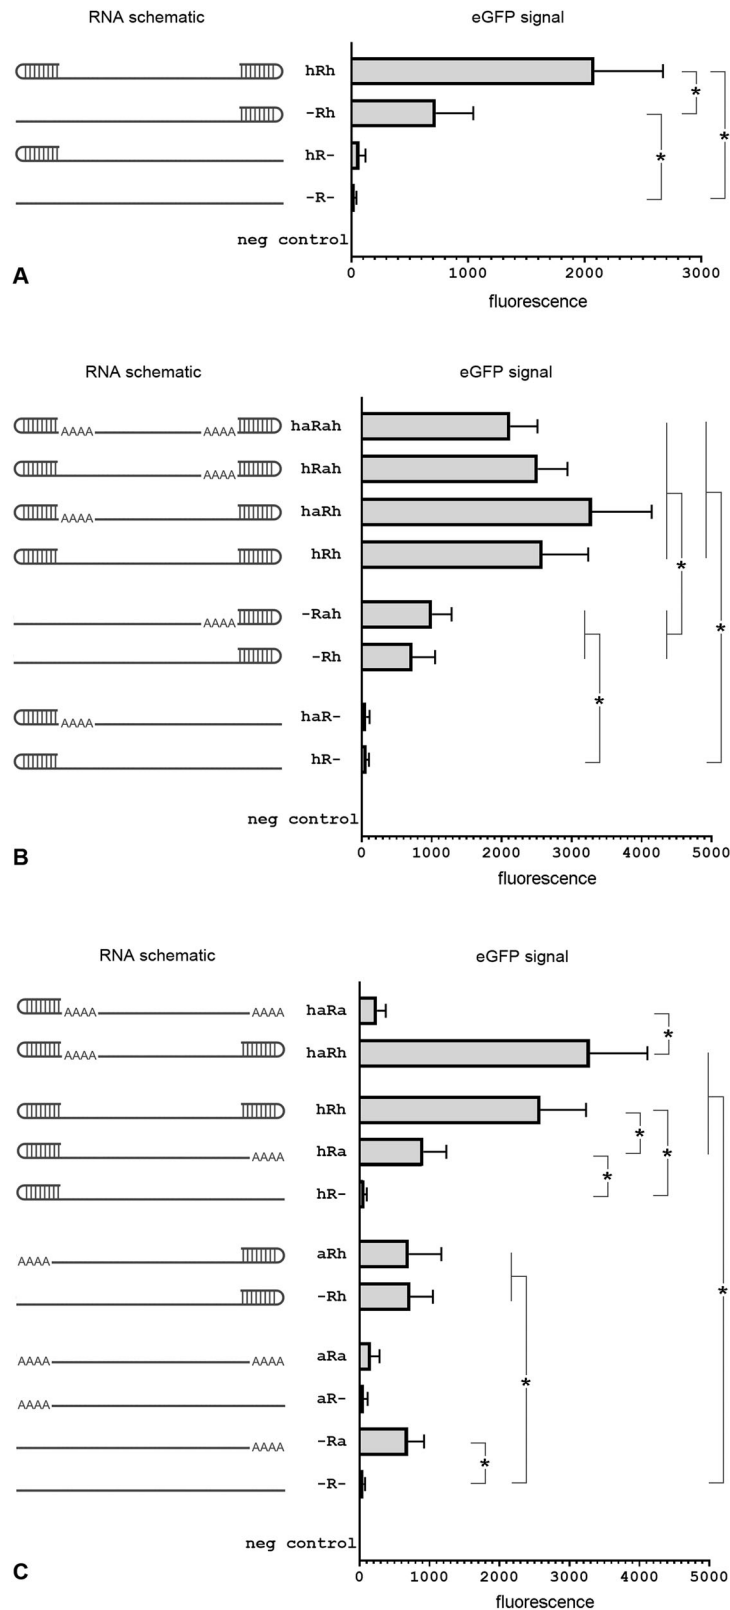 RNA schematic eGFP signal
hRh
*
-Rh
*
*
hR-
-R-
neg control
0 1000 2000 3000
A
fluorescence
RNA schematic eGFP signal
AAAA AAAA haRah
AAAA hRah
AAAA haRh
hRh
*
AAAA -Rah
*
-Rh
*
AAAA haR-
hR-
neg control
0 1000 2000 3000 4000 5000
B
fluorescence
RNA schematic eGFP signal
AAAA AAAA haRa
*
AAAA haRh
hRh
*
AAAA hRa *
*
hR-
AAAA aRh
*
-Rh
AAAA AAAA aRa
*
AAAA aR-
AAAA -Ra
*
-R-
neg control
0 1000 2000 3000 4000 5000
C
fluorescence